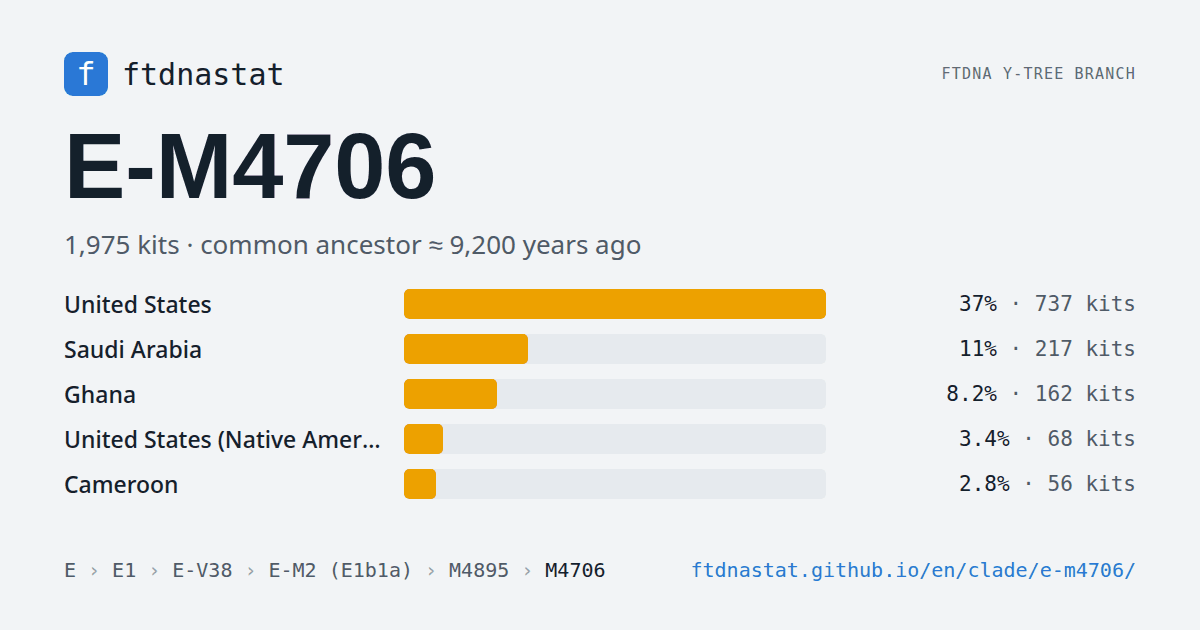 f ftdnastat
FTDNA Y-TREE BRANCH
E-M4706
1,975 kits · common ancestor ≈ 9,200 years ago
United States 37% · 737 kits
Saudi Arabia 11% · 217 kits
Ghana 8.2% · 162 kits
United States (Native Amer... 3.4% · 68 kits
Cameroon 2.8% · 56 kits
E › E1 › E-V38 › E-M2 (E1b1a) › M4895 › M4706
ftdnastat.github.io/en/clade/e-m4706/